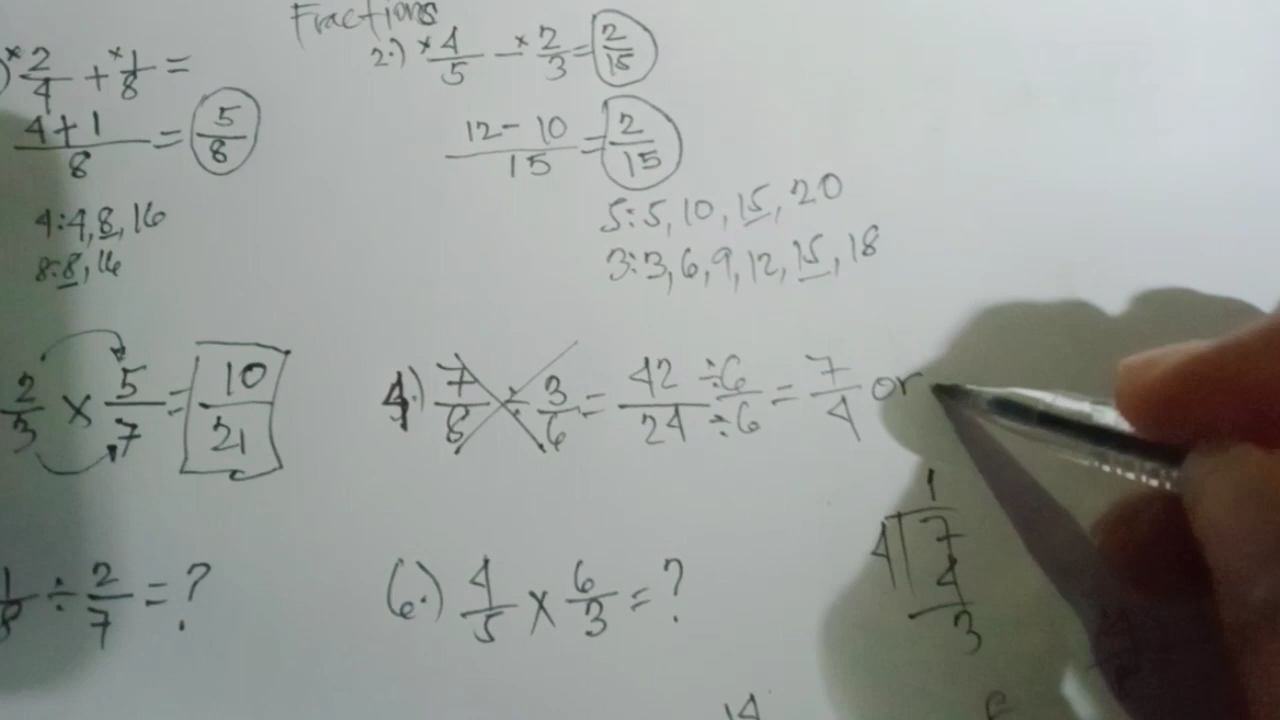 Fractions
) 2/4 + 1/8 =
4+1/8 = 5/8
4:4,8,16
8:8,16
2.) 4/5 - 2/3 = 2/15
12-10/15 = 2/15
5:5,10,15,20
3:3,6,9,12,15,18
2/3 x 5/7 = 10/21
4.) 7/8 ÷ 3/6 = 42/24 ÷6/÷6 = 7/4 or
1
4 7
4
3
1/8 ÷ 2/7 = ?
6.) 4/5 x 6/3 = ?
14